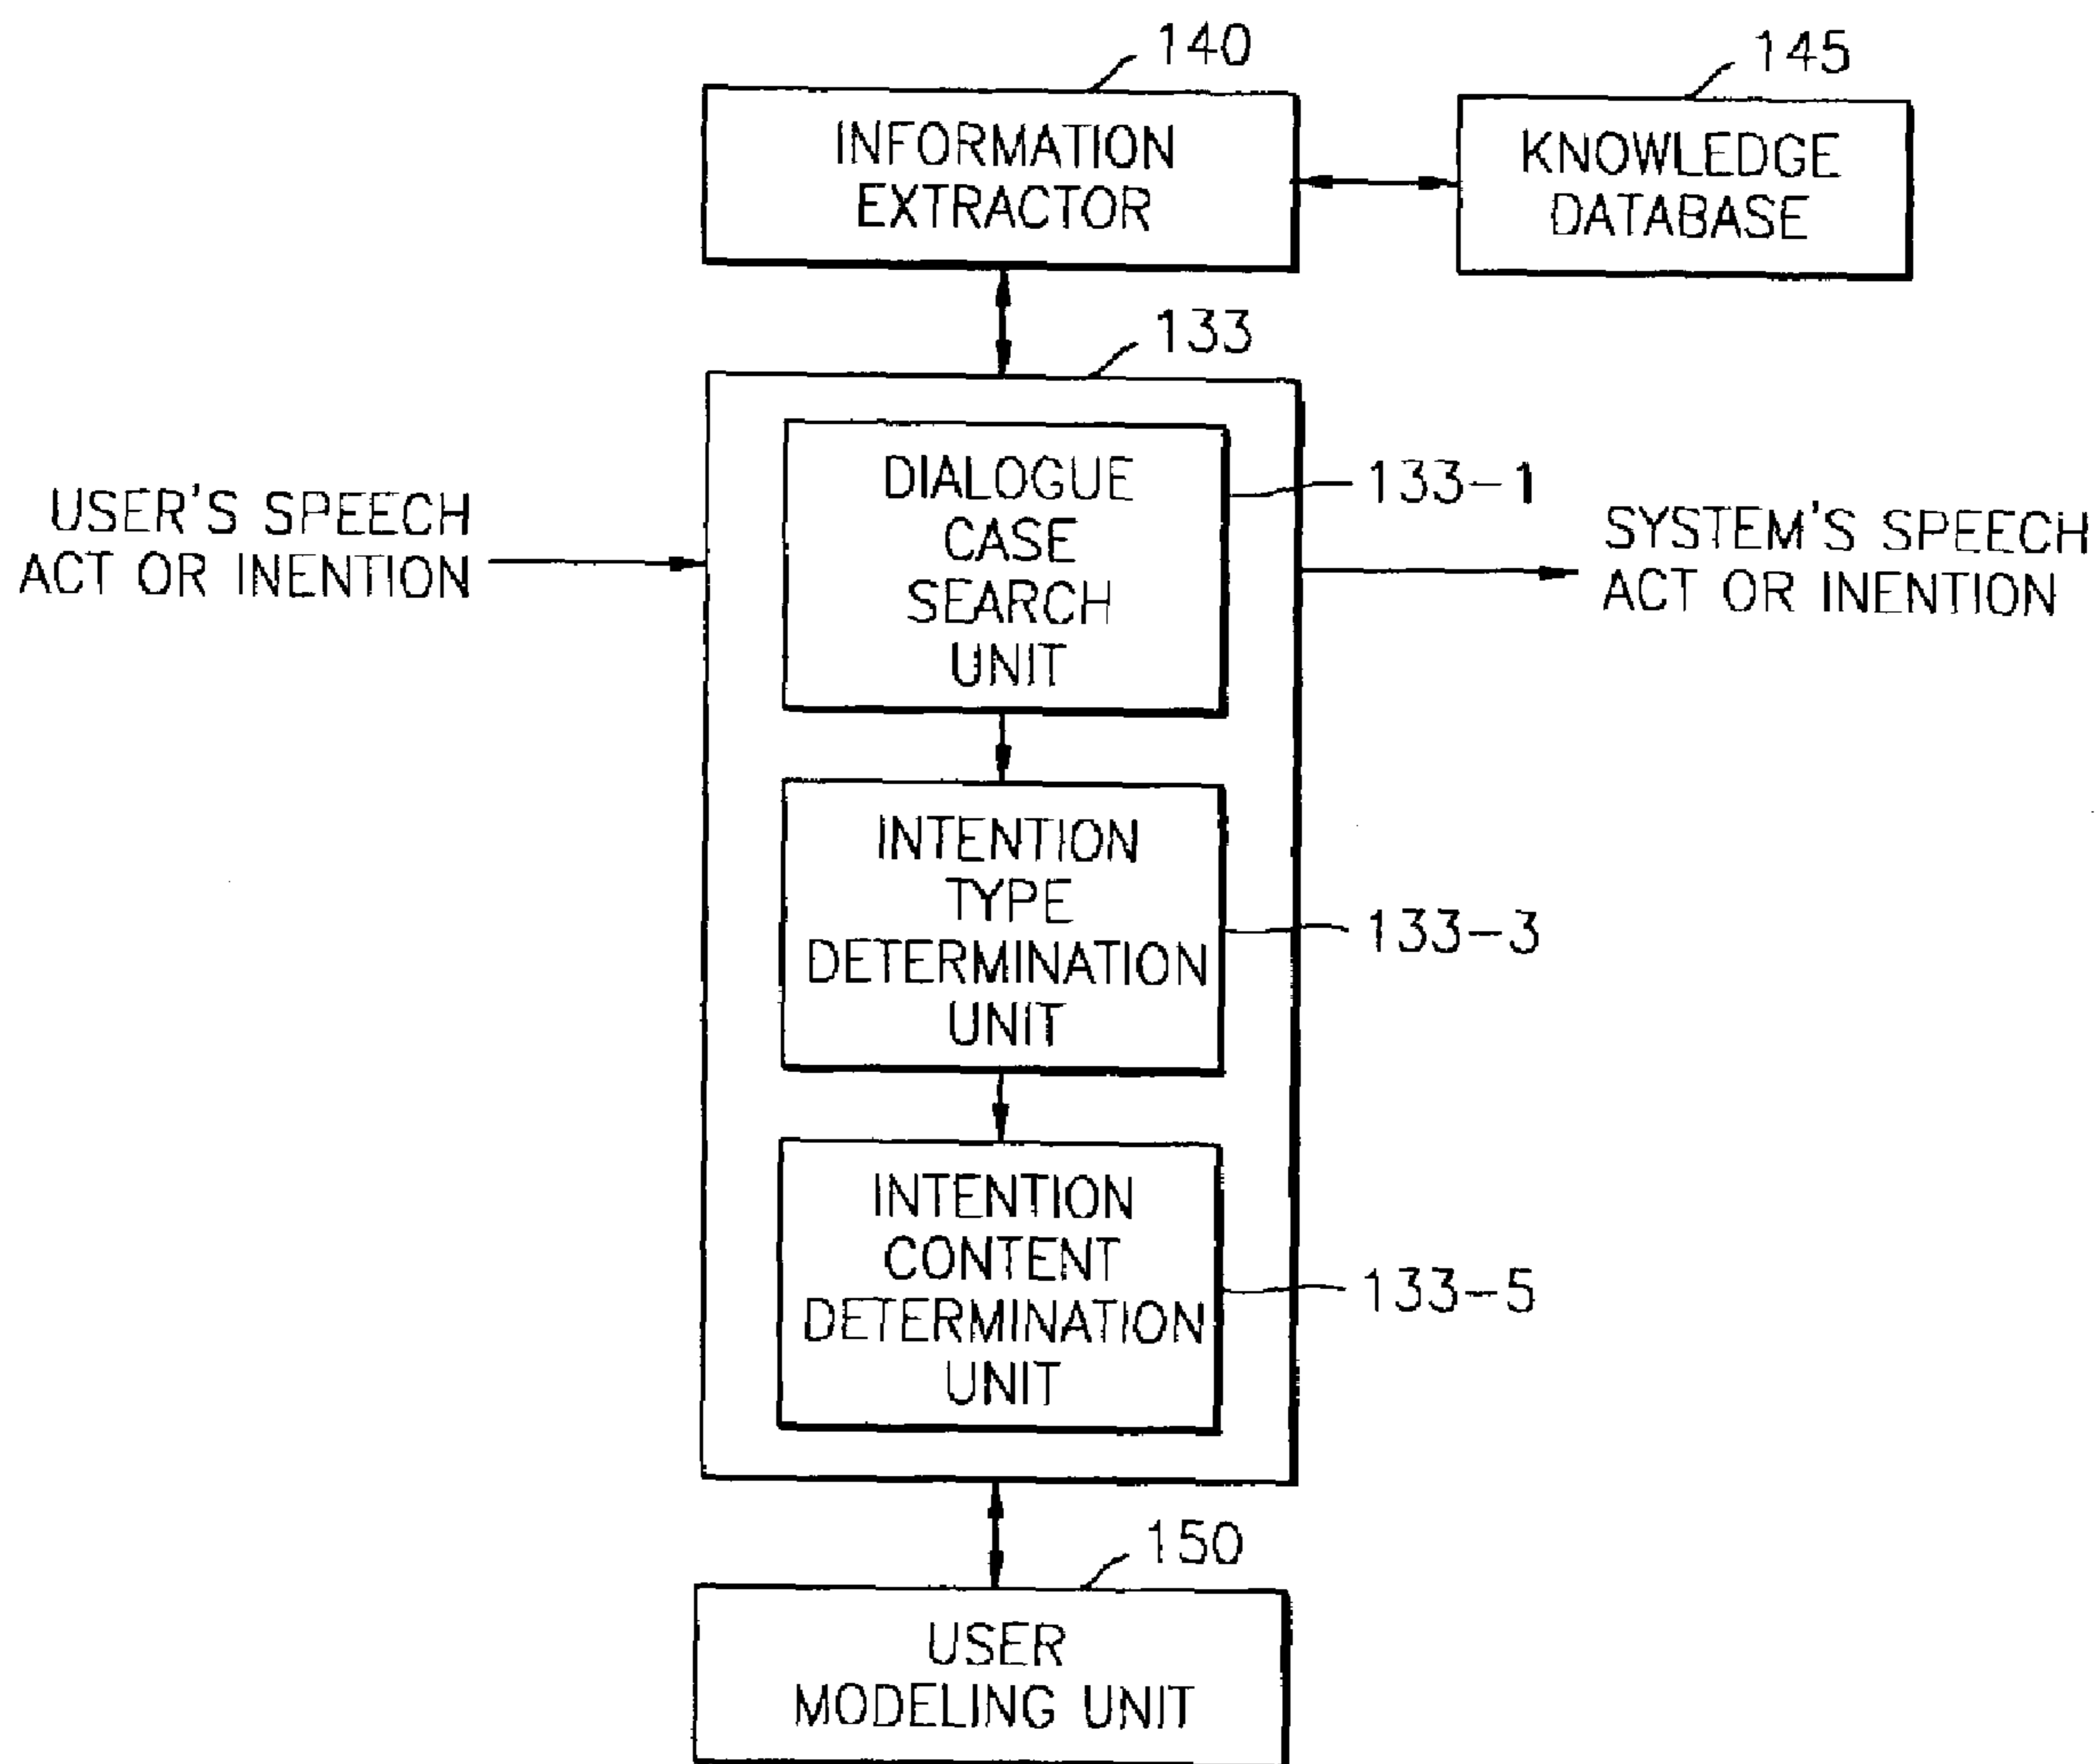 140
145
INFORMATION
EXTRACTOR
KNOWLEDGE
DATABASE
133
DIALOGUE
CASE
SEARCH
UNIT
133-1
USER'S SPEECH
ACT OR INENTION
SYSTEM'S SPEECH
ACT OR INENTION
INTENTION
TYPE
DETERMINATION
UNIT
133-3
INTENTION
CONTENT
DETERMINATION
UNIT
133-5
150
USER
MODELING UNIT